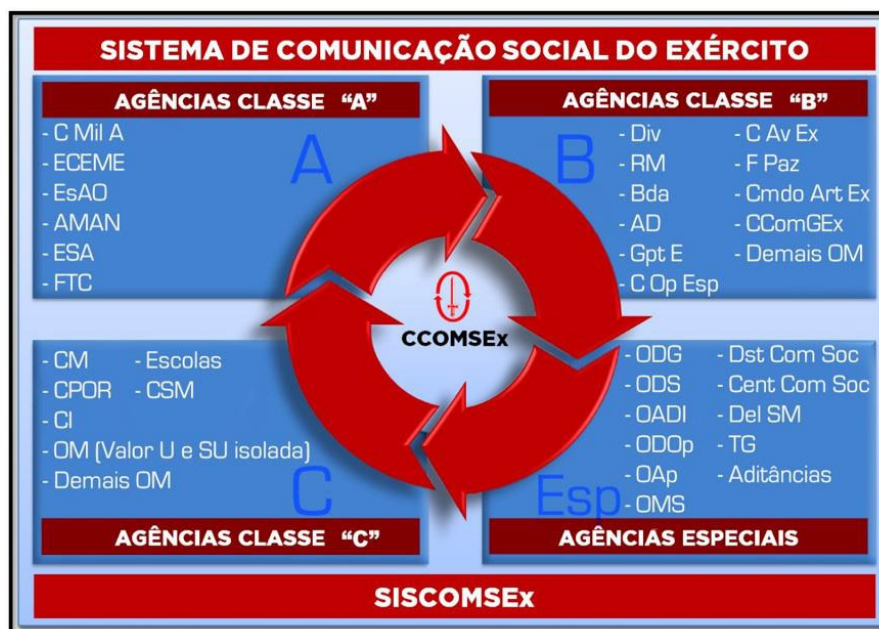 SISTEMA DE COMUNICAÇÃO SOCIAL DO EXÉRCITO
AGÊNCIAS CLASSE “A”
- C Mil A
- ECEME
- EsAO
- AMAN
- ESA
- FTC
A
AGÊNCIAS CLASSE “B”
- Div
- RM
- Bda
- AD
- Gpt E
- C Op Esp
- C Av Ex
- F Paz
- Cmdo Art Ex
- CComGEx
- Demais OM
B
CCOMSEx
- CM - Escolas
- CPOR - CSM
- CI
- OM (Valor U e SU isolada)
- Demais OM
C
AGÊNCIAS CLASSE “C”
- ODG
- ODS
- OADI
- ODOp
- OAp
- OMS
- Dst Com Soc
- Cent Com Soc
- Del SM
- TG
- Aditâncias
Esp
AGÊNCIAS ESPECIAIS
SISCOMSEx